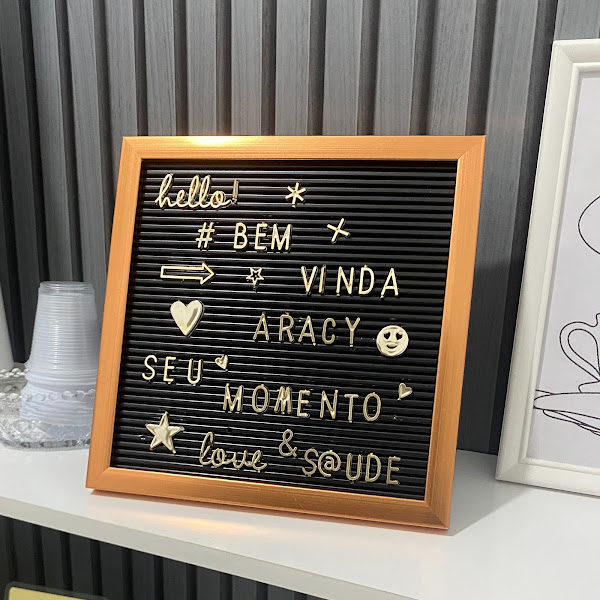 hello! *
# BEM
VINDA
ARACY
SEU
MOMENTO
love & S@UDE